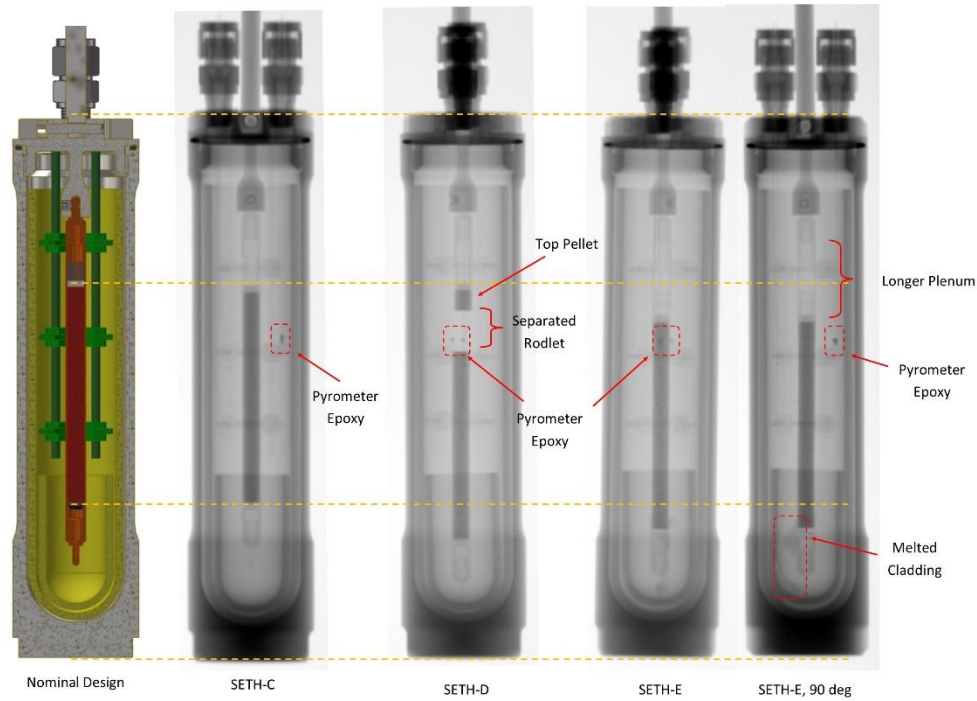 Top Pellet
Separated
Rodlet
Longer Plenum
Pyrometer
Epoxy
Pyrometer
Epoxy
Pyrometer
Epoxy
Melted
Cladding
Nominal Design
SETH-C
SETH-D
SETH-E
SETH-E, 90 deg